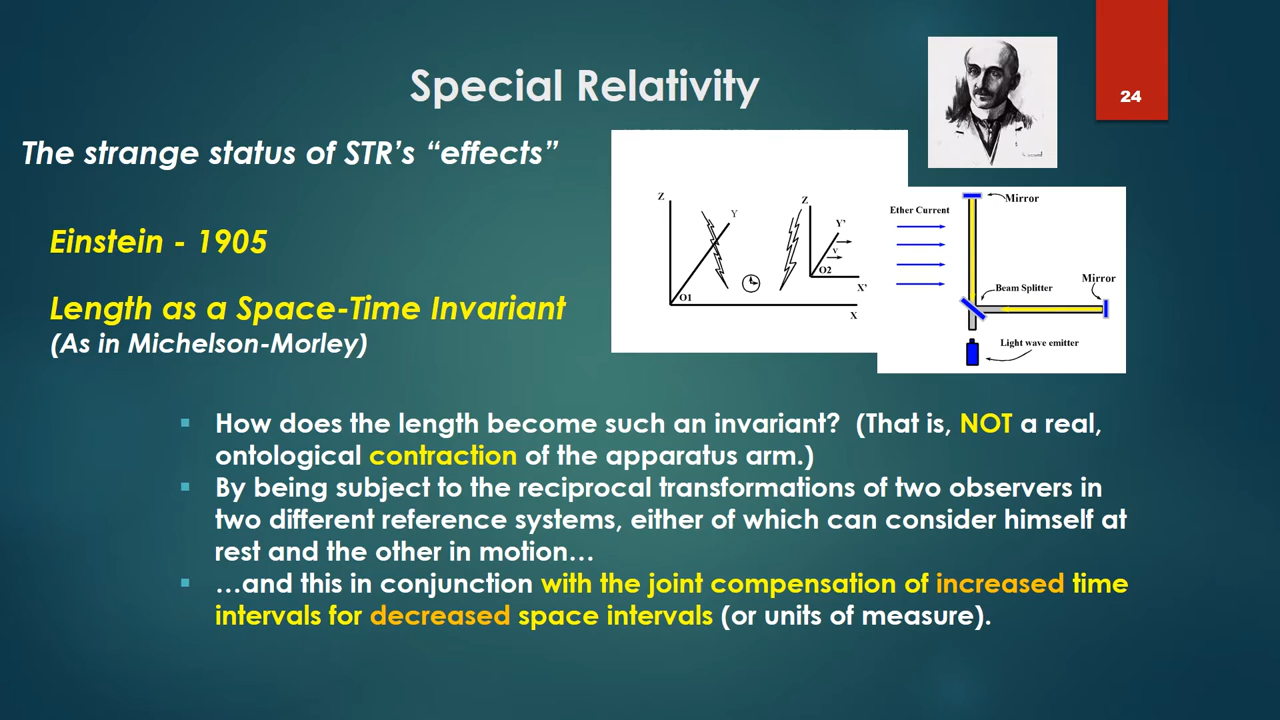 Special Relativity
24
The strange status of STR's “effects”
Einstein - 1905
Length as a Space-Time Invariant
(As in Michelson-Morley)
Z
Y
O1
X
Z
Y'
V
O2
X'
Ether Current
Mirror
Mirror
Beam Splitter
Light wave emitter
▪ How does the length become such an invariant? (That is, NOT a real,
ontological contraction of the apparatus arm.)
▪ By being subject to the reciprocal transformations of two observers in
two different reference systems, either of which can consider himself at
rest and the other in motion…
▪ …and this in conjunction with the joint compensation of increased time
intervals for decreased space intervals (or units of measure).